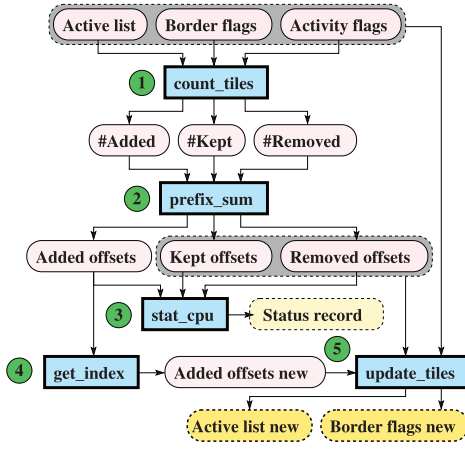 Active list Border flags Activity flags
1 count_tiles
#Added #Kept #Removed
2 prefix_sum
Added offsets Kept offsets Removed offsets
3 stat_cpu Status record
4 get_index Added offsets new 5 update_tiles
Active list new Border flags new